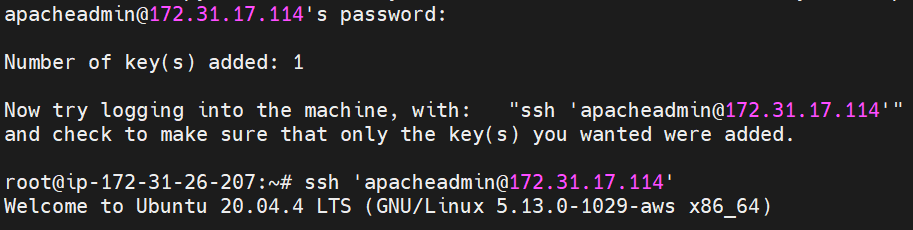 apacheadmin@172.31.17.114's password:
Number of key(s) added: 1
Now try logging into the machine, with:   "ssh 'apacheadmin@172.31.17.114'"
and check to make sure that only the key(s) you wanted were added.
root@ip-172-31-26-207:~# ssh 'apacheadmin@172.31.17.114'
Welcome to Ubuntu 20.04.4 LTS (GNU/Linux 5.13.0-1029-aws x86_64)